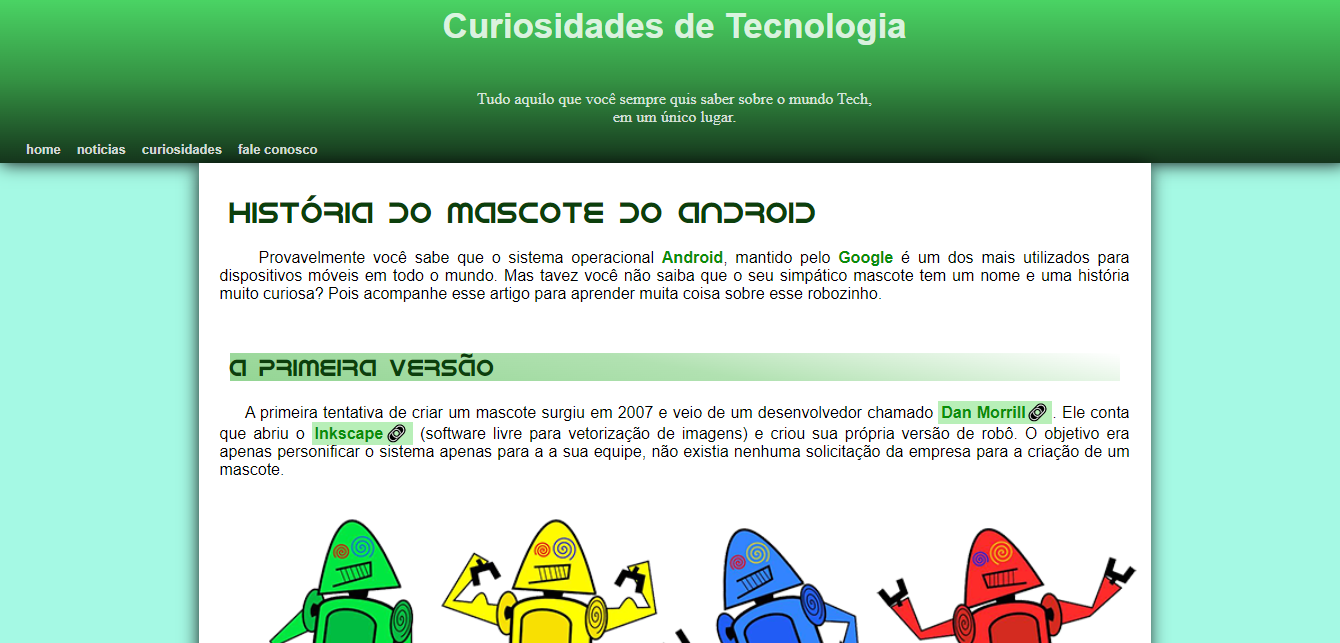 Curiosidades de Tecnologia
Tudo aquilo que você sempre quis saber sobre o mundo Tech,
em um único lugar.
home noticias curiosidades fale conosco
História do Mascote do Android
Provavelmente você sabe que o sistema operacional Android, mantido pelo Google é um dos mais utilizados para
dispositivos móveis em todo o mundo. Mas tavez você não saiba que o seu simpático mascote tem um nome e uma história
muito curiosa? Pois acompanhe esse artigo para aprender muita coisa sobre esse robozinho.
A primeira versão
A primeira tentativa de criar um mascote surgiu em 2007 e veio de um desenvolvedor chamado Dan Morrill. Ele conta
que abriu o Inkscape (software livre para vetorização de imagens) e criou sua própria versão de robô. O objetivo era
apenas personificar o sistema apenas para a a sua equipe, não existia nenhuma solicitação da empresa para a criação de um
mascote.